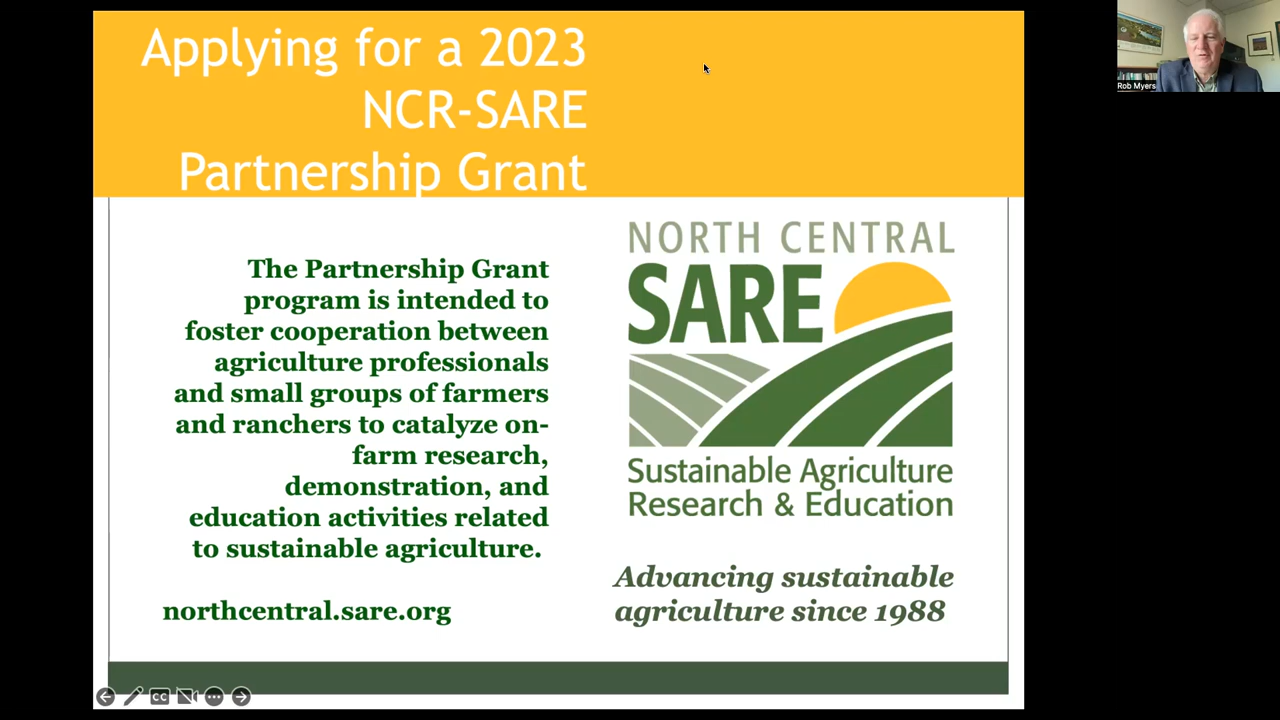 Applying for a 2023
NCR-SARE
Partnership Grant
The Partnership Grant
program is intended to
foster cooperation between
agriculture professionals
and small groups of farmers
and ranchers to catalyze on-
farm research,
demonstration, and
education activities related
to sustainable agriculture.
northcentral.sare.org
NORTH CENTRAL
SARE
Sustainable Agriculture
Research & Education
Advancing sustainable
agriculture since 1988
CC
Rob Myers